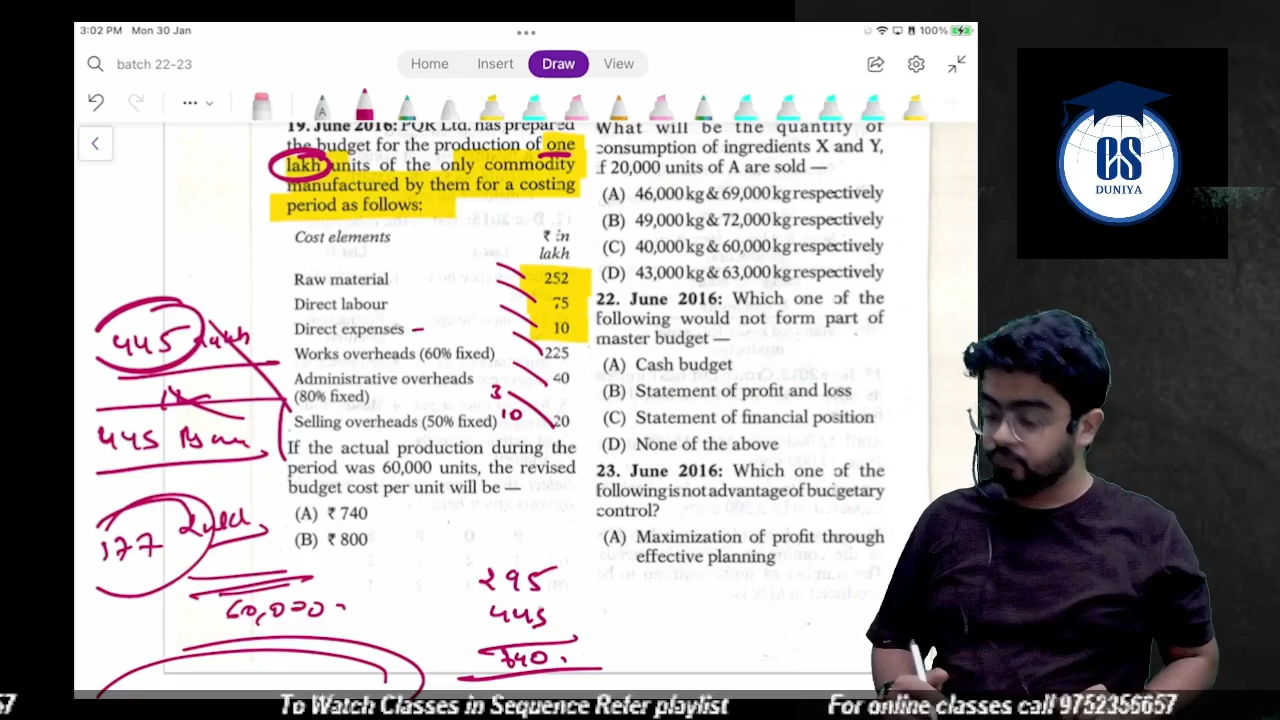 3:02 PM Mon 30 Jan
100%
batch 22-23
Home Insert Draw View
19. June 2016: PQR Ltd. has prepared
the budget for the production of one
lakh units of the only commodity
manufactured by them for a costing
period as follows:
Cost elements ₹ in
lakh
Raw material 252
Direct labour 75
Direct expenses 10
Works overheads (60% fixed) 225
Administrative overheads 40
(80% fixed)
Selling overheads (50% fixed) 20
3
10
If the actual production during the
period was 60,000 units, the revised
budget cost per unit will be —
(A) ₹ 740
(B) ₹ 800
445 lakh
445
177 lakh
60,000
295
445
740
What will be the quantity of
consumption of ingredients X and Y,
if 20,000 units of A are sold —
(A) 46,000 kg & 69,000 kg respectively
(B) 49,000 kg & 72,000 kg respectively
(C) 40,000 kg & 60,000 kg respectively
(D) 43,000 kg & 63,000 kg respectively
22. June 2016: Which one of the
following would not form part of
master budget —
(A) Cash budget
(B) Statement of profit and loss
(C) Statement of financial position
(D) None of the above
23. June 2016: Which one of the
following is not advantage of budgetary
control?
(A) Maximization of profit through
effective planning
CS
DUNIYA
57 To Watch Classes in Sequence Refer playlist For online classes call 9752356657